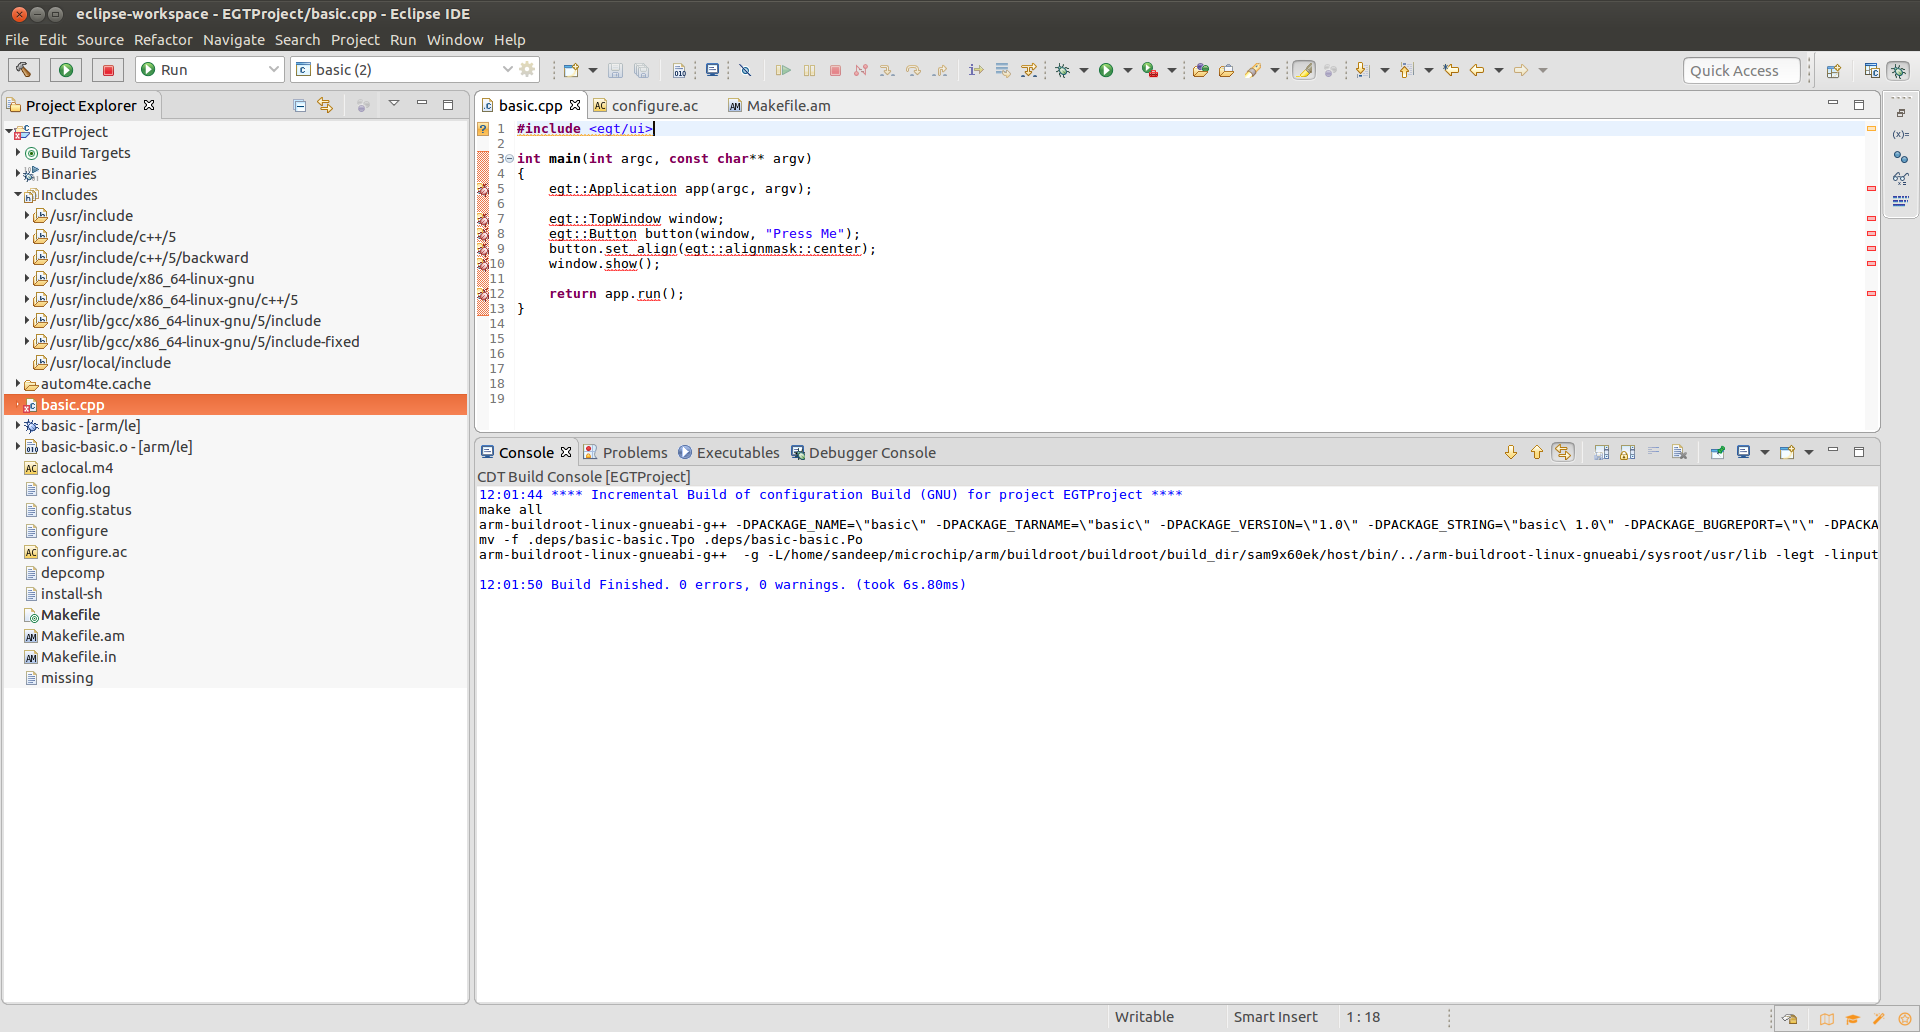 eclipse-workspace - EGTProject/basic.cpp - Eclipse IDE
File Edit Source Refactor Navigate Search Project Run Window Help
Run basic (2) Quick Access
Project Explorer
EGTProject
Build Targets
Binaries
Includes
/usr/include
/usr/include/c++/5
/usr/include/c++/5/backward
/usr/include/x86_64-linux-gnu
/usr/include/x86_64-linux-gnu/c++/5
/usr/lib/gcc/x86_64-linux-gnu/5/include
/usr/lib/gcc/x86_64-linux-gnu/5/include-fixed
/usr/local/include
autom4te.cache
basic.cpp
basic - [arm/le]
basic-basic.o - [arm/le]
aclocal.m4
config.log
config.status
configure
configure.ac
depcomp
install-sh
Makefile
Makefile.am
Makefile.in
missing
basic.cpp configure.ac Makefile.am
1 #include <egt/ui>
2
3 int main(int argc, const char** argv)
4 {
5     egt::Application app(argc, argv);
6
7     egt::TopWindow window;
8     egt::Button button(window, "Press Me");
9     button.set_align(egt::alignmask::center);
10     window.show();
11
12     return app.run();
13 }
14
15
16
17
18
19
Console Problems Executables Debugger Console
CDT Build Console [EGTProject]
12:01:44 **** Incremental Build of configuration Build (GNU) for project EGTProject ****
make all
arm-buildroot-linux-gnueabi-g++ -DPACKAGE_NAME=\"basic\" -DPACKAGE_TARNAME=\"basic\" -DPACKAGE_VERSION=\"1.0\" -DPACKAGE_STRING=\"basic\ 1.0\" -DPACKAGE_BUGREPORT=\"\" -DPACKA
mv -f .deps/basic-basic.Tpo .deps/basic-basic.Po
arm-buildroot-linux-gnueabi-g++  -g -L/home/sandeep/microchip/arm/buildroot/buildroot/build_dir/sam9x60ek/host/bin/../arm-buildroot-linux-gnueabi/sysroot/usr/lib -legt -linput
12:01:50 Build Finished. 0 errors, 0 warnings. (took 6s.80ms)
Writable Smart Insert 1 : 18